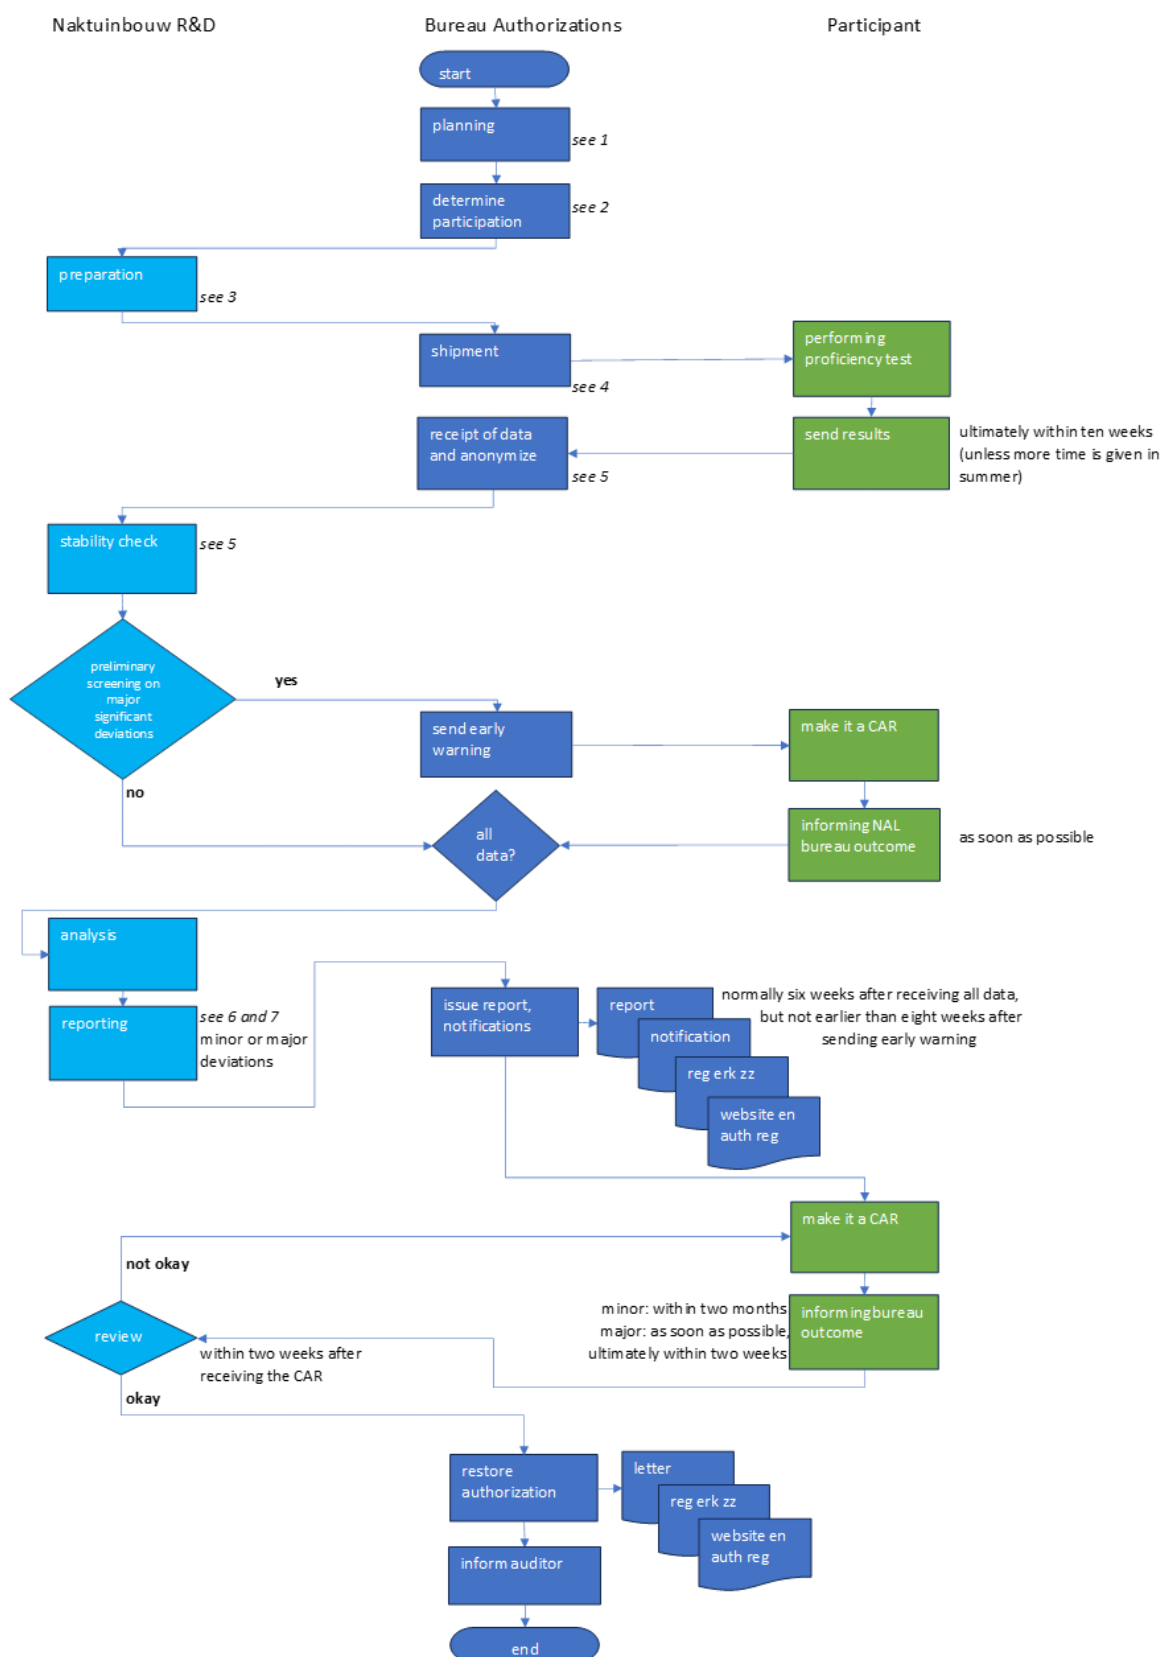 Naktuinbouw R&D
Bureau Authorizations
Participant
start
planning
see 1
determine
participation
see 2
preparation
see 3
shipment
see 4
performing
proficiency test
send results
ultimately within ten weeks
(unless more time is given in
summer)
receipt of data
and anonymize
see 5
stability check
see 5
preliminary
screening on
major
significant
deviations
yes
no
send early
warning
make it a CAR
informing NAL
bureau outcome
as soon as possible
all
data?
analysis
reporting
see 6 and 7
minor or major
deviations
issue report,
notifications
report
notification
reg erk zz
website en
auth reg
normally six weeks after receiving all data,
but not earlier than eight weeks after
sending early warning
make it a CAR
not okay
informing bureau
outcome
minor: within two months
major: as soon as possible,
ultimately within two weeks
review
within two weeks after
receiving the CAR
okay
restore
authorization
letter
reg erk zz
website en
auth reg
inform auditor
end